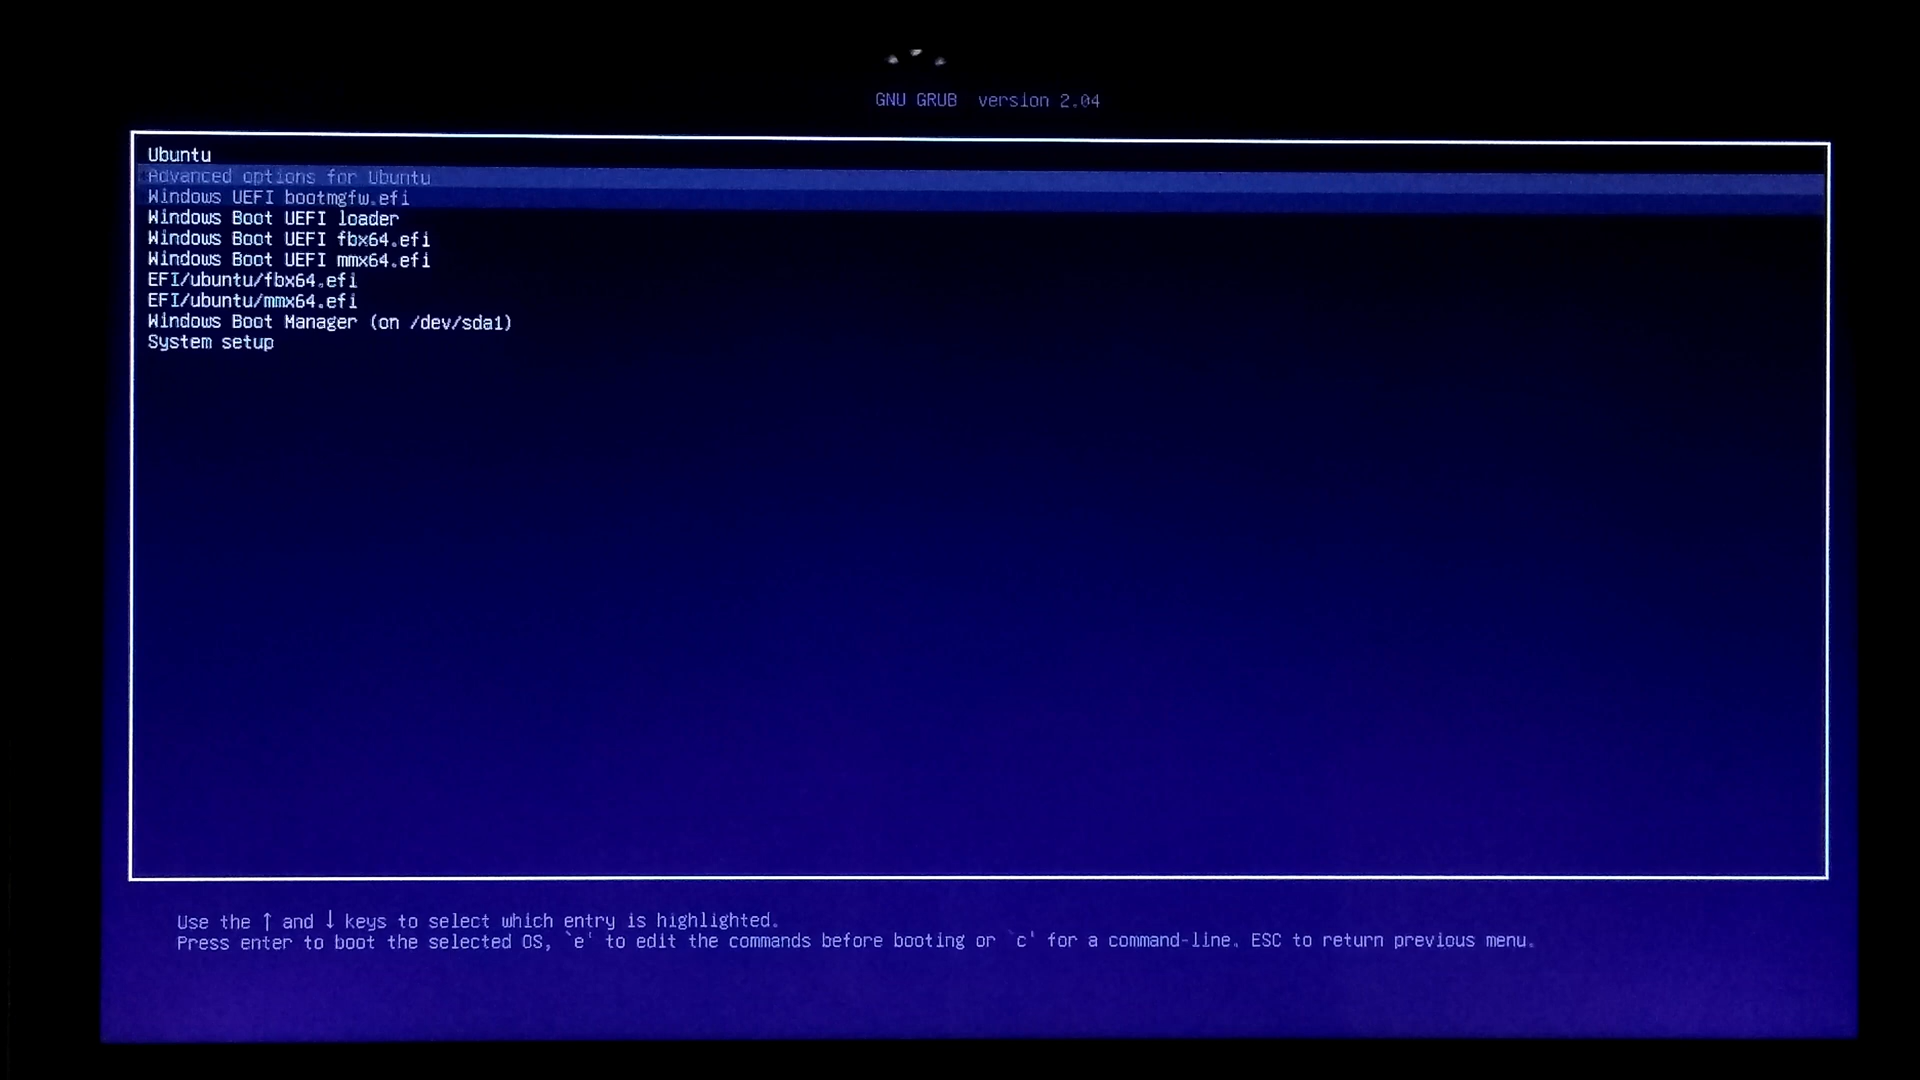 GNU GRUB  version 2.04
Ubuntu
*Advanced options for Ubuntu
Windows UEFI bootmgfw.efi
Windows Boot UEFI loader
Windows Boot UEFI fbx64.efi
Windows Boot UEFI mmx64.efi
EFI/ubuntu/fbx64.efi
EFI/ubuntu/mmx64.efi
Windows Boot Manager (on /dev/sda1)
System setup
Use the ↑ and ↓ keys to select which entry is highlighted.
Press enter to boot the selected OS, `e' to edit the commands before booting or `c' for a command-line. ESC to return previous menu.